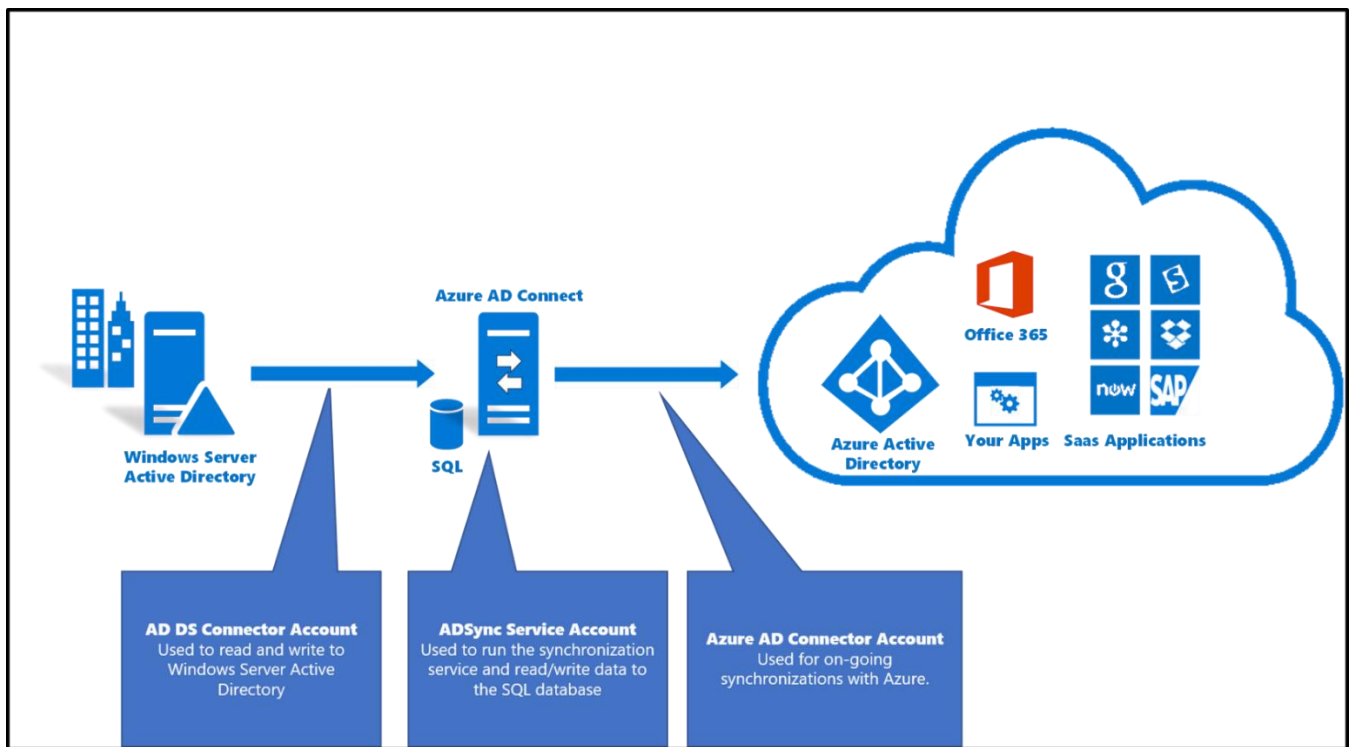 Azure AD Connect
Office 365
g
S
now
SAP
Windows Server
Active Directory
SQL
Azure Active
Directory
Your Apps
Saas Applications
AD DS Connector Account
Used to read and write to
Windows Server Active
Directory
ADSync Service Account
Used to run the synchronization
service and read/write data to
the SQL database
Azure AD Connector Account
Used for on-going
synchronizations with Azure.